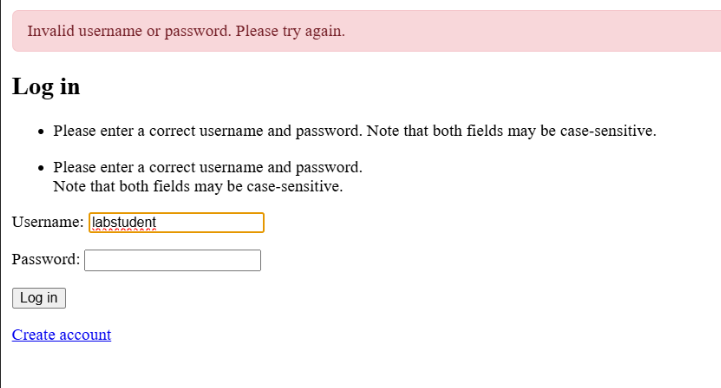 Invalid username or password. Please try again.
Log in
Please enter a correct username and password. Note that both fields may be case-sensitive.
Please enter a correct username and password.
Note that both fields may be case-sensitive.
Username: labstudent
Password:
Log in
Create account